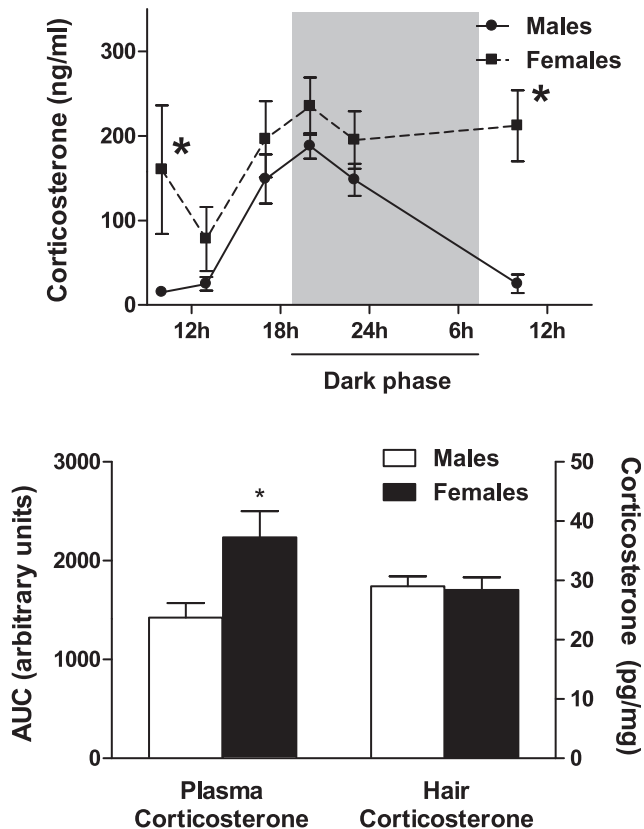 Corticosterone (ng/ml)
300
200
100
0
Males
Females
*
*
12h
18h
24h
6h
12h
Dark phase
AUC (arbitrary units)
3000
2000
1000
0
Males
Females
*
50
40
30
20
10
0
Corticosterone (pg/mg)
Plasma
Corticosterone
Hair
Corticosterone